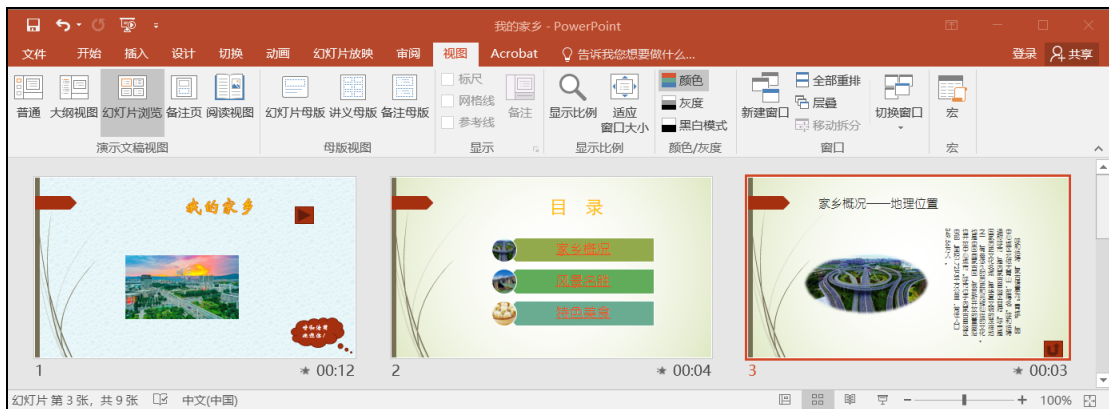 我的家乡 - PowerPoint
文件 开始 插入 设计 切换 动画 幻灯片放映 审阅 视图 Acrobat 告诉我您想要做什么... 登录 共享
普通 大纲视图 幻灯片浏览 备注页 阅读视图
演示文稿视图
幻灯片母版 讲义母版 备注母版
母版视图
标尺
网格线
参考线
备注
显示
显示比例 适应
窗口大小
显示比例
颜色
灰度
黑白模式
颜色/灰度
新建窗口
全部重排
层叠
移动拆分
切换窗口
窗口
宏
宏
我的家乡
1 00:12
目 录
家乡概况
风景名胜
特色美食
2 00:04
家乡概况——地理位置
3 00:03
幻灯片 第 3 张，共 9 张 中文(中国) 100%